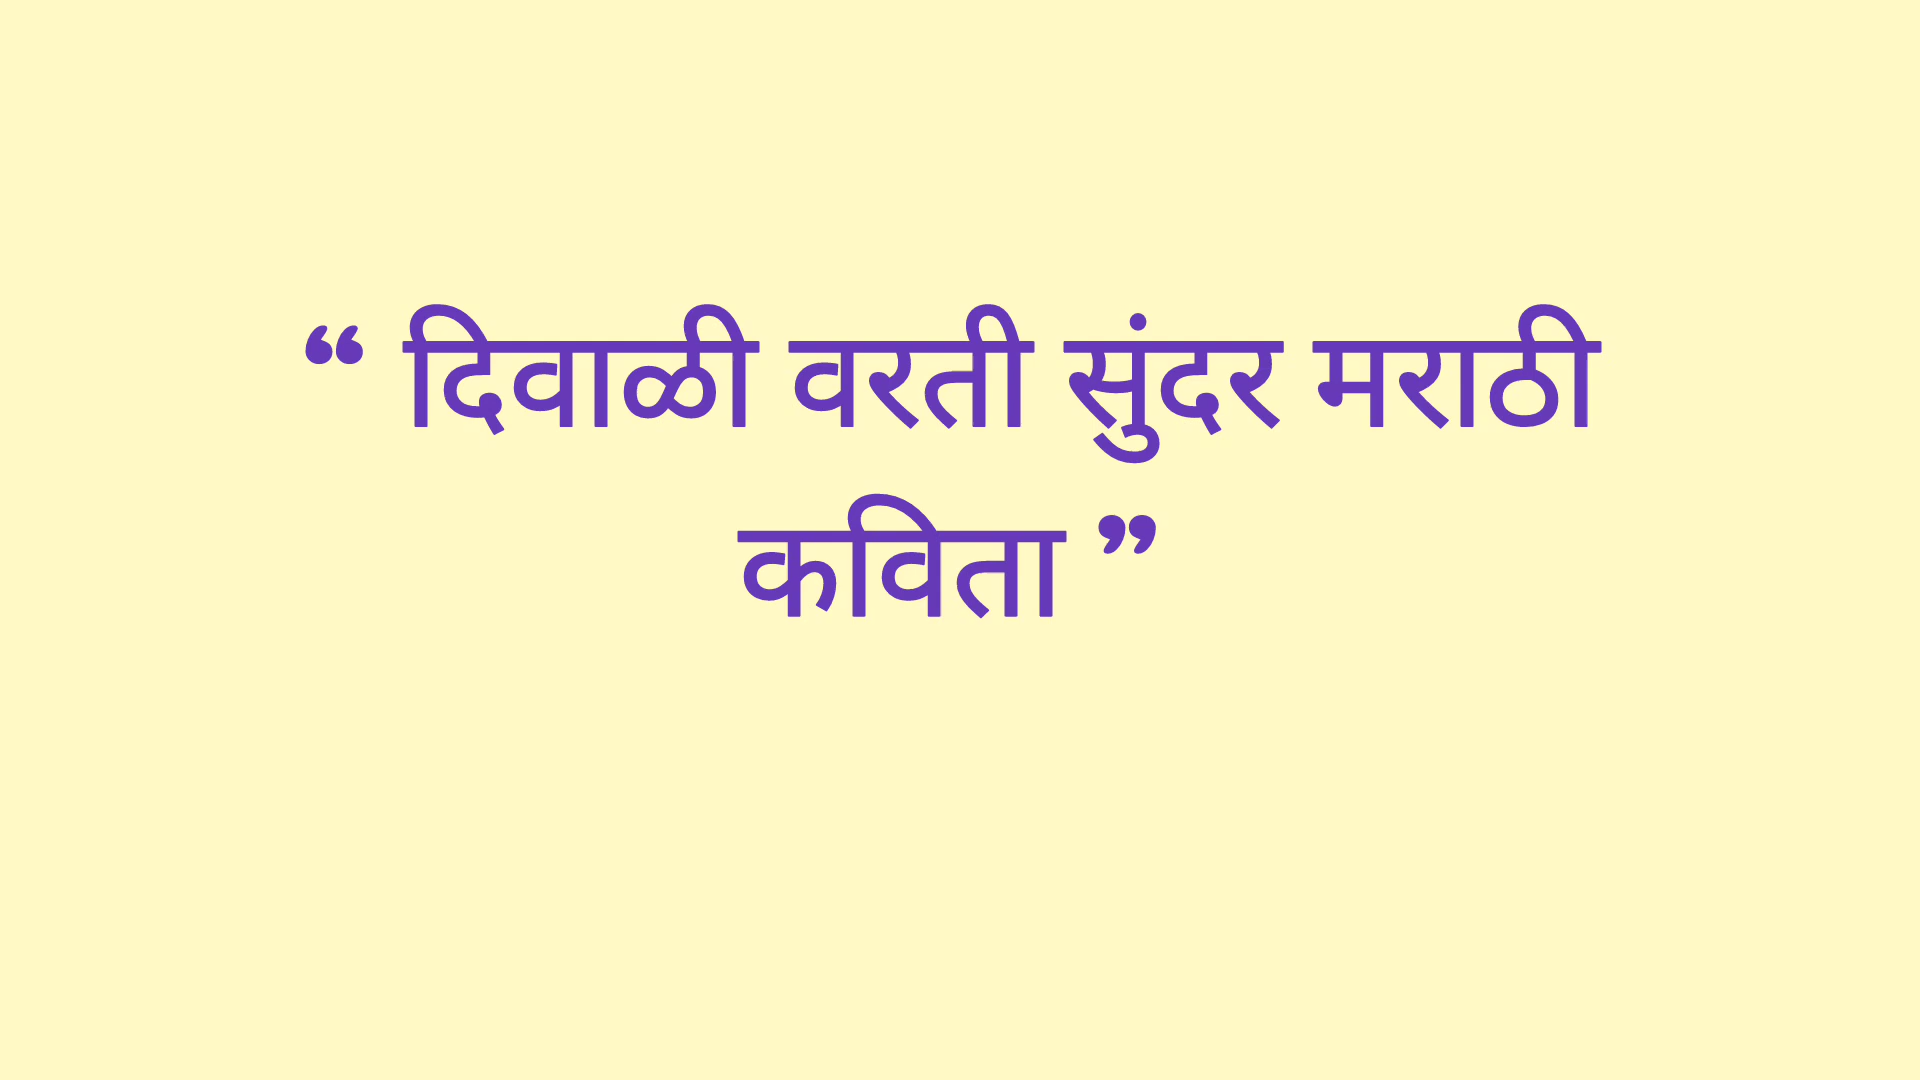 “ दिवाळी वरती सुंदर मराठी
कविता ”